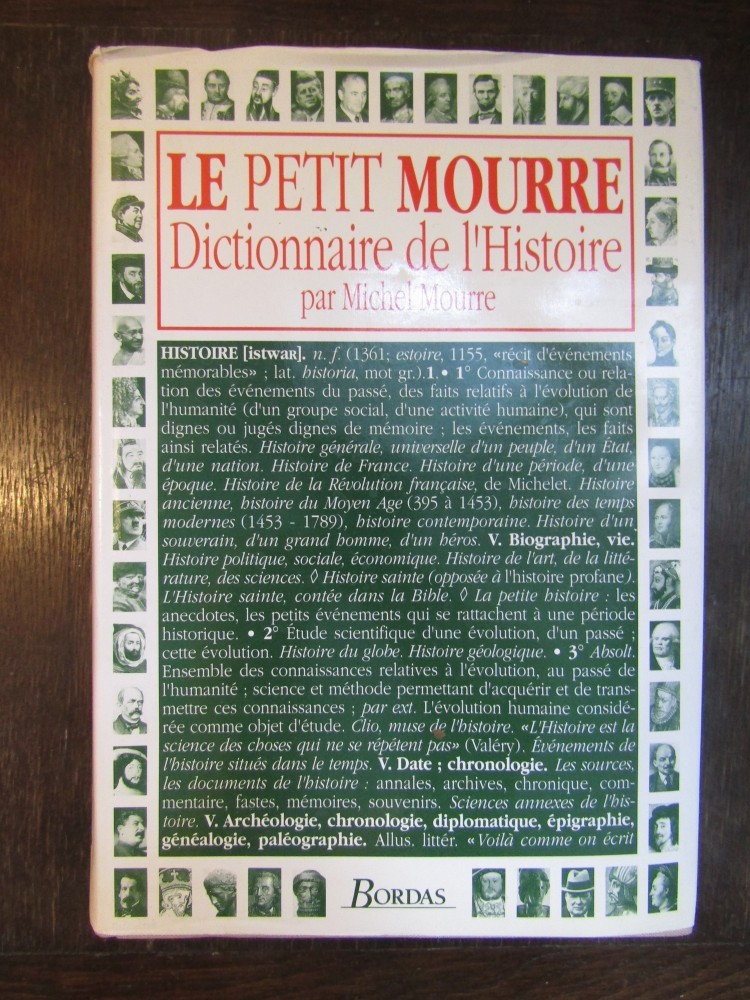 LE PETIT MOURRE
Dictionnaire de l'Histoire
par Michel Mourre
HISTOIRE [istwaʀ]. n. f. (1361; estoire, 1155, «récit d'événements
mémorables» ; lat. historia, mot gr.).1.• 1° Connaissance ou rela-
tion des événements du passé, des faits relatifs à l'évolution de
l'humanité (d'un groupe social, d'une activité humaine), qui sont
dignes ou jugés dignes de mémoire ; les événements, les faits
ainsi relatés. Histoire générale, universelle d'un peuple, d'un État,
d'une nation. Histoire de France. Histoire d'une période, d'une
époque. Histoire de la Révolution française, de Michelet. Histoire
ancienne, histoire du Moyen Age (395 à 1453), histoire des temps
modernes (1453 - 1789), histoire contemporaine. Histoire d'un
souverain, d'un grand homme, d'un héros. V. Biographie, vie.
Histoire politique, sociale, économique. Histoire de l'art, de la litté-
rature, des sciences. ◊ Histoire sainte (opposée à l'histoire profane).
L'Histoire sainte, contée dans la Bible. ◊ La petite histoire : les
anecdotes, les petits événements qui se rattachent à une période
historique. • 2° Étude scientifique d'une évolution, d'un passé ;
cette évolution. Histoire du globe. Histoire géologique. • 3° Absolt.
Ensemble des connaissances relatives à l'évolution, au passé de
l'humanité ; science et méthode permettant d'acquérir et de trans-
mettre ces connaissances ; par ext. L'évolution humaine considé-
rée comme objet d'étude. Clio, muse de l'histoire. «L'Histoire est la
science des choses qui ne se répètent pas» (Valéry). Événements de
l'histoire situés dans le temps. V. Date ; chronologie. Les sources,
les documents de l'histoire : annales, archives, chronique, com-
mentaire, fastes, mémoires, souvenirs. Sciences annexes de l'his-
toire. V. Archéologie, chronologie, diplomatique, épigraphie,
généalogie, paléographie. Allus. littér. «Voilà comme on écrit
BORDAS